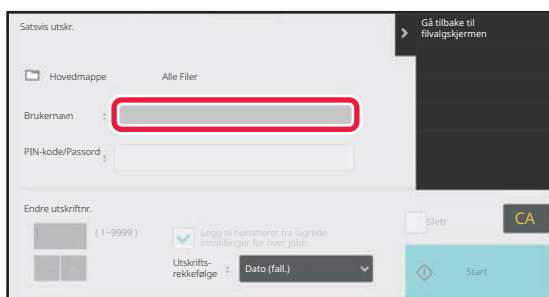 Satsvis utskr.
Gå tilbake til
filvalgskjermen
Hovedmappe
Alle Filer
Brukernavn :
PIN-kode/Passord :
Endre utskriftnr.
1
( 1~9999 )
Legg til nummeret fra lagrede
innstillinger for hver jobb.
Utskrifts-
rekkefølge : Dato (fall.)
Slett
CA
Start